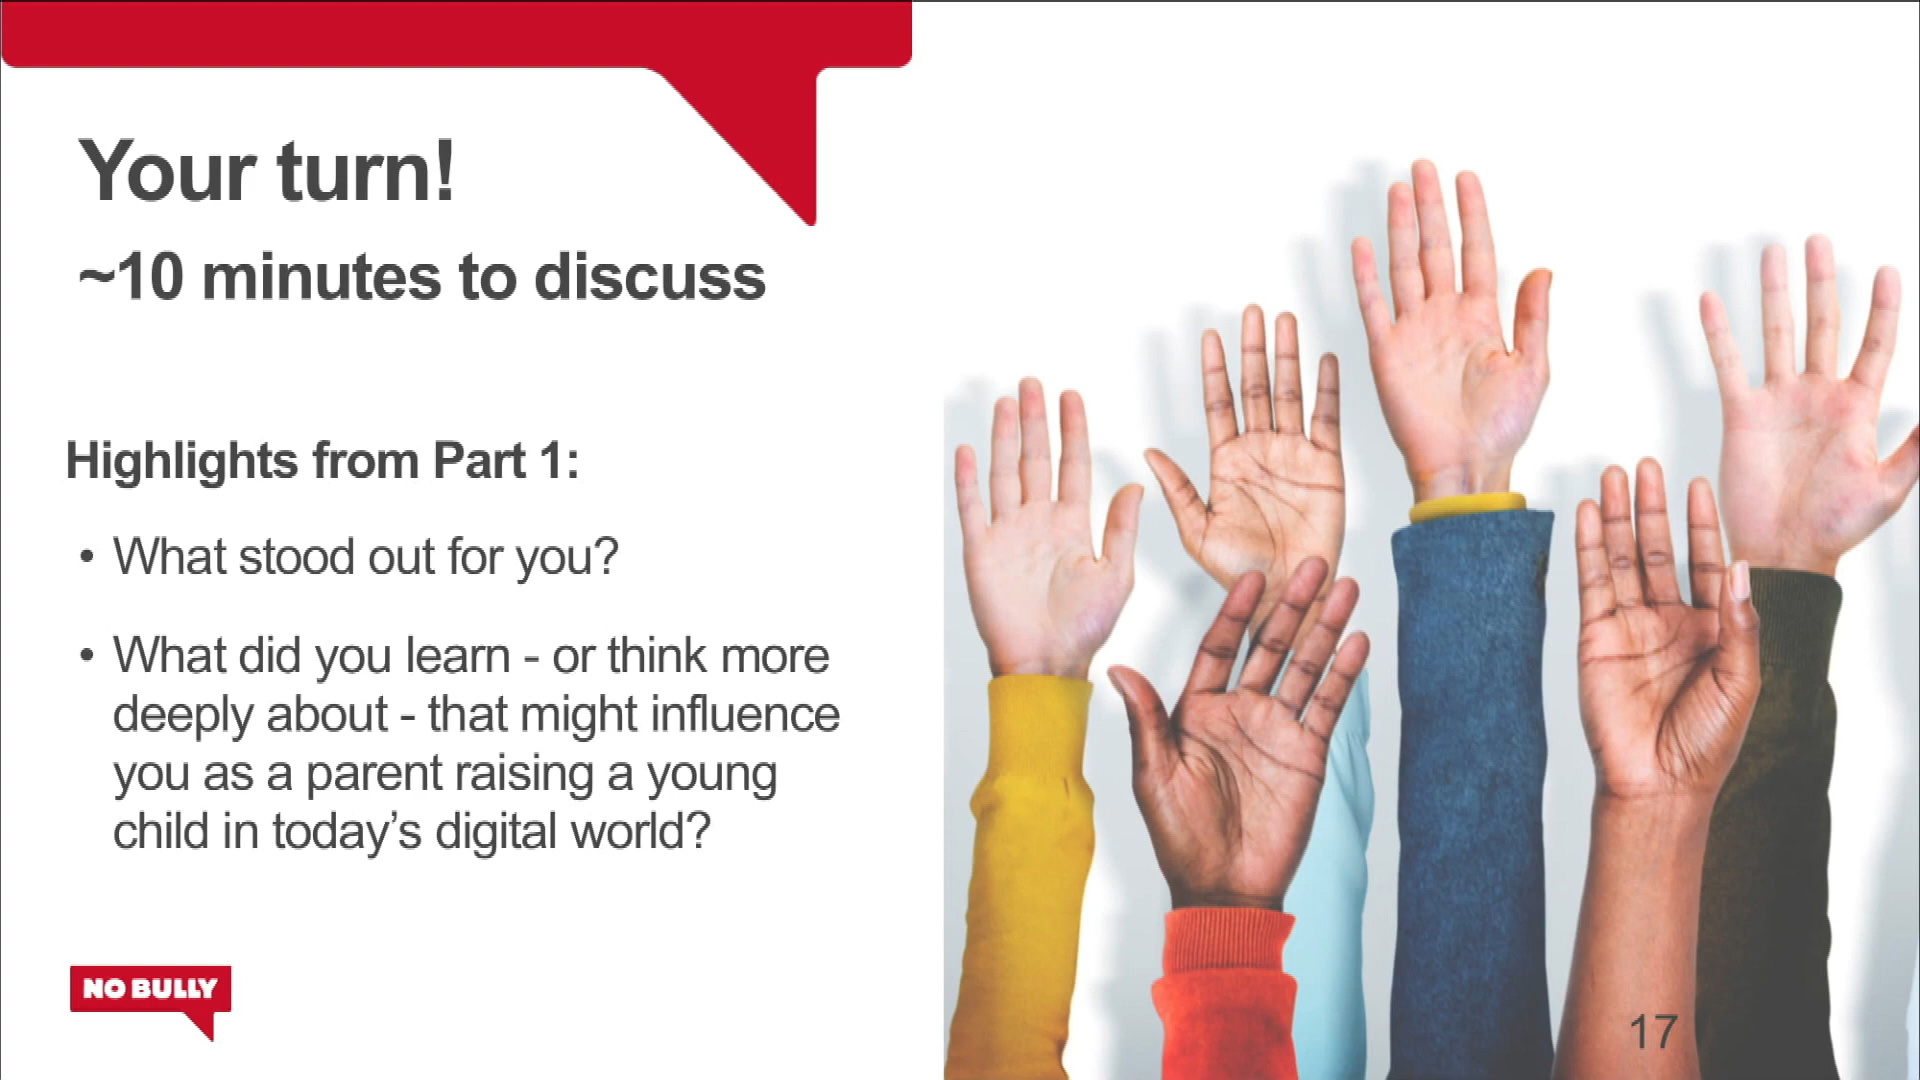 Your turn!
~10 minutes to discuss
Highlights from Part 1:
• What stood out for you?
• What did you learn - or think more
deeply about - that might influence
you as a parent raising a young
child in today’s digital world?
NO BULLY
17